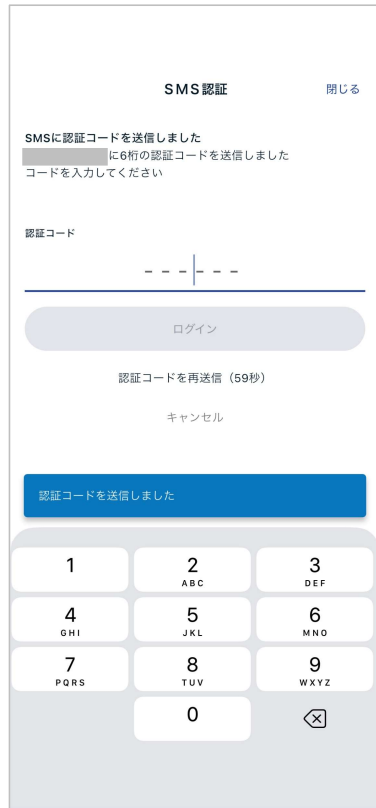 SMS認証
閉じる
SMSに認証コードを送信しました
に6桁の認証コードを送信しました
コードを入力してください
認証コード
- - - - - -
ログイン
認証コードを再送信（59秒）
キャンセル
認証コードを送信しました
1
2
ABC
3
DEF
4
GHI
5
JKL
6
MNO
7
PQRS
8
TUV
9
WXYZ
0